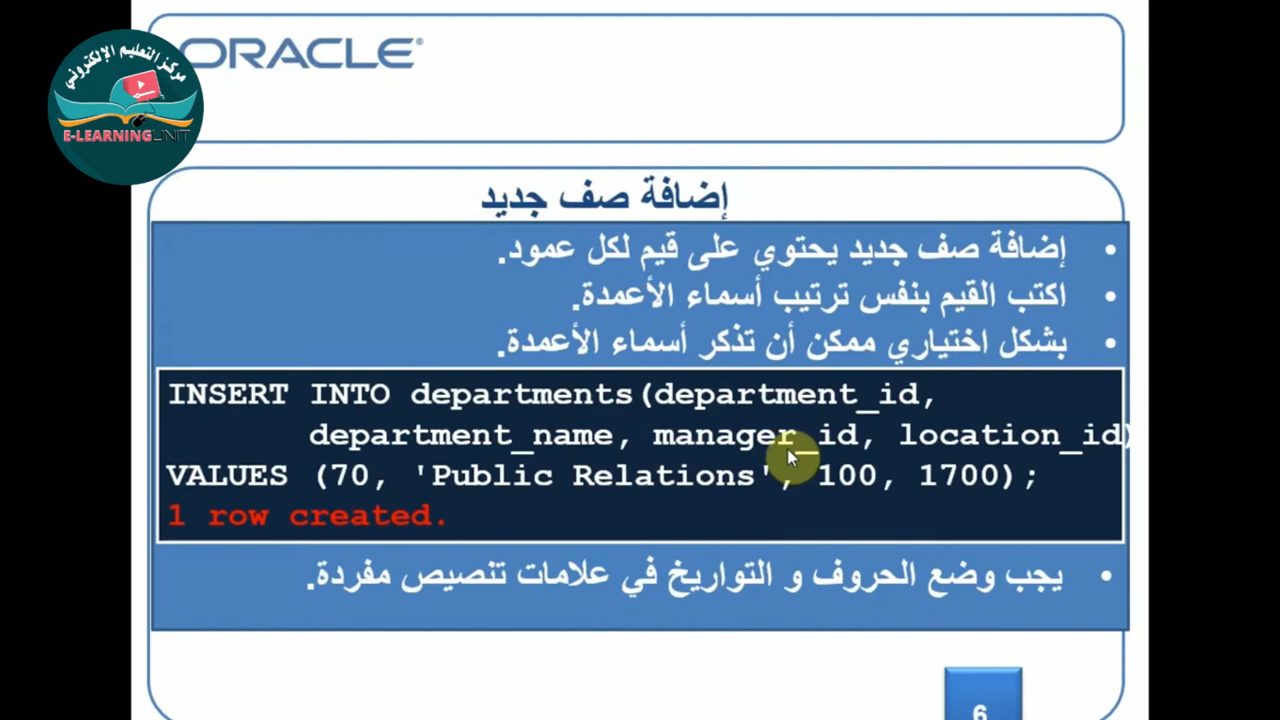 مركز التعليم الإلكتروني
E-LEARNING UNIT
ORACLE®
إضافة صف جديد
• إضافة صف جديد يحتوي على قيم لكل عمود.
• اكتب القيم بنفس ترتيب أسماء الأعمدة.
• بشكل اختياري ممكن أن تذكر أسماء الأعمدة.
INSERT INTO departments(department_id,
department_name, manager_id, location_id)
VALUES (70, 'Public Relations', 100, 1700);
1 row created.
• يجب وضع الحروف و التواريخ في علامات تنصيص مفردة.
6